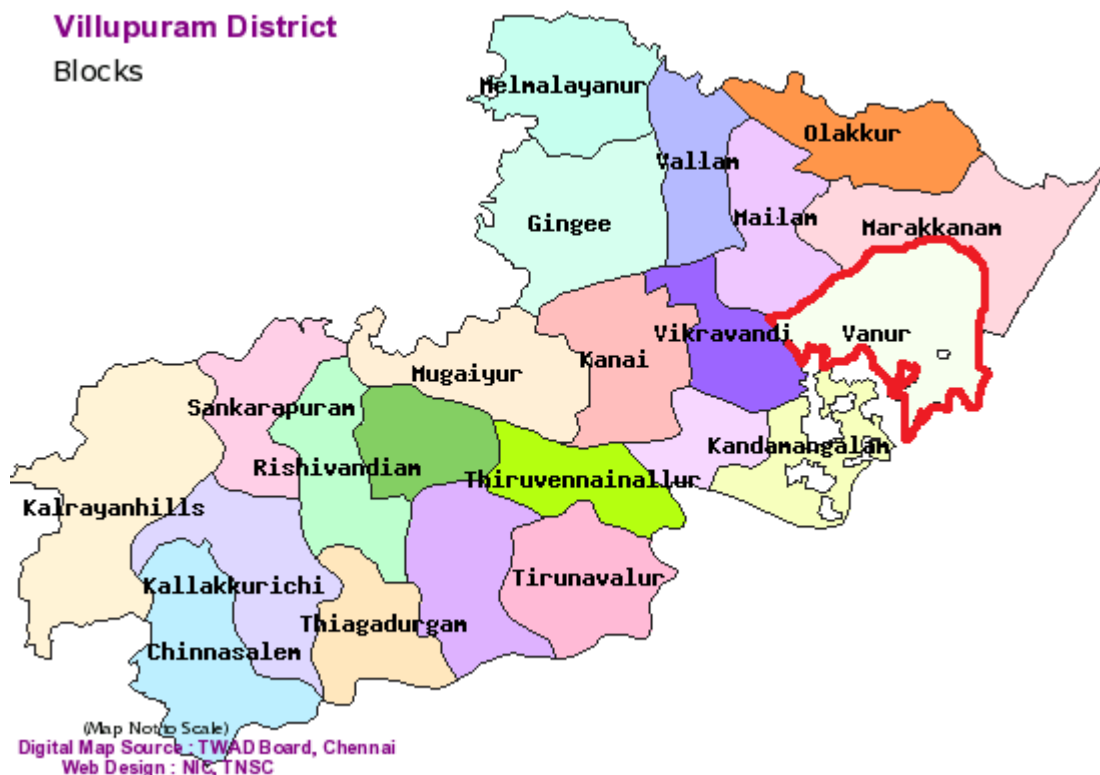 Villupuram District
Blocks
Melmalayanur
Olakkur
Vallam
Gingee
Mailam
Marakkanam
Vikravandi
Vanur
Kanai
Mugaiyur
Sankarapuram
Kandamangalam
Rishivandiam
Thiruvennainallur
Kalrayanhills
Kallakkurichi
Tirunavalur
Thiagadurgam
Chinnasalem
(Map Not to Scale)
Digital Map Source : TWAD Board, Chennai
Web Design : NIC, TNSC